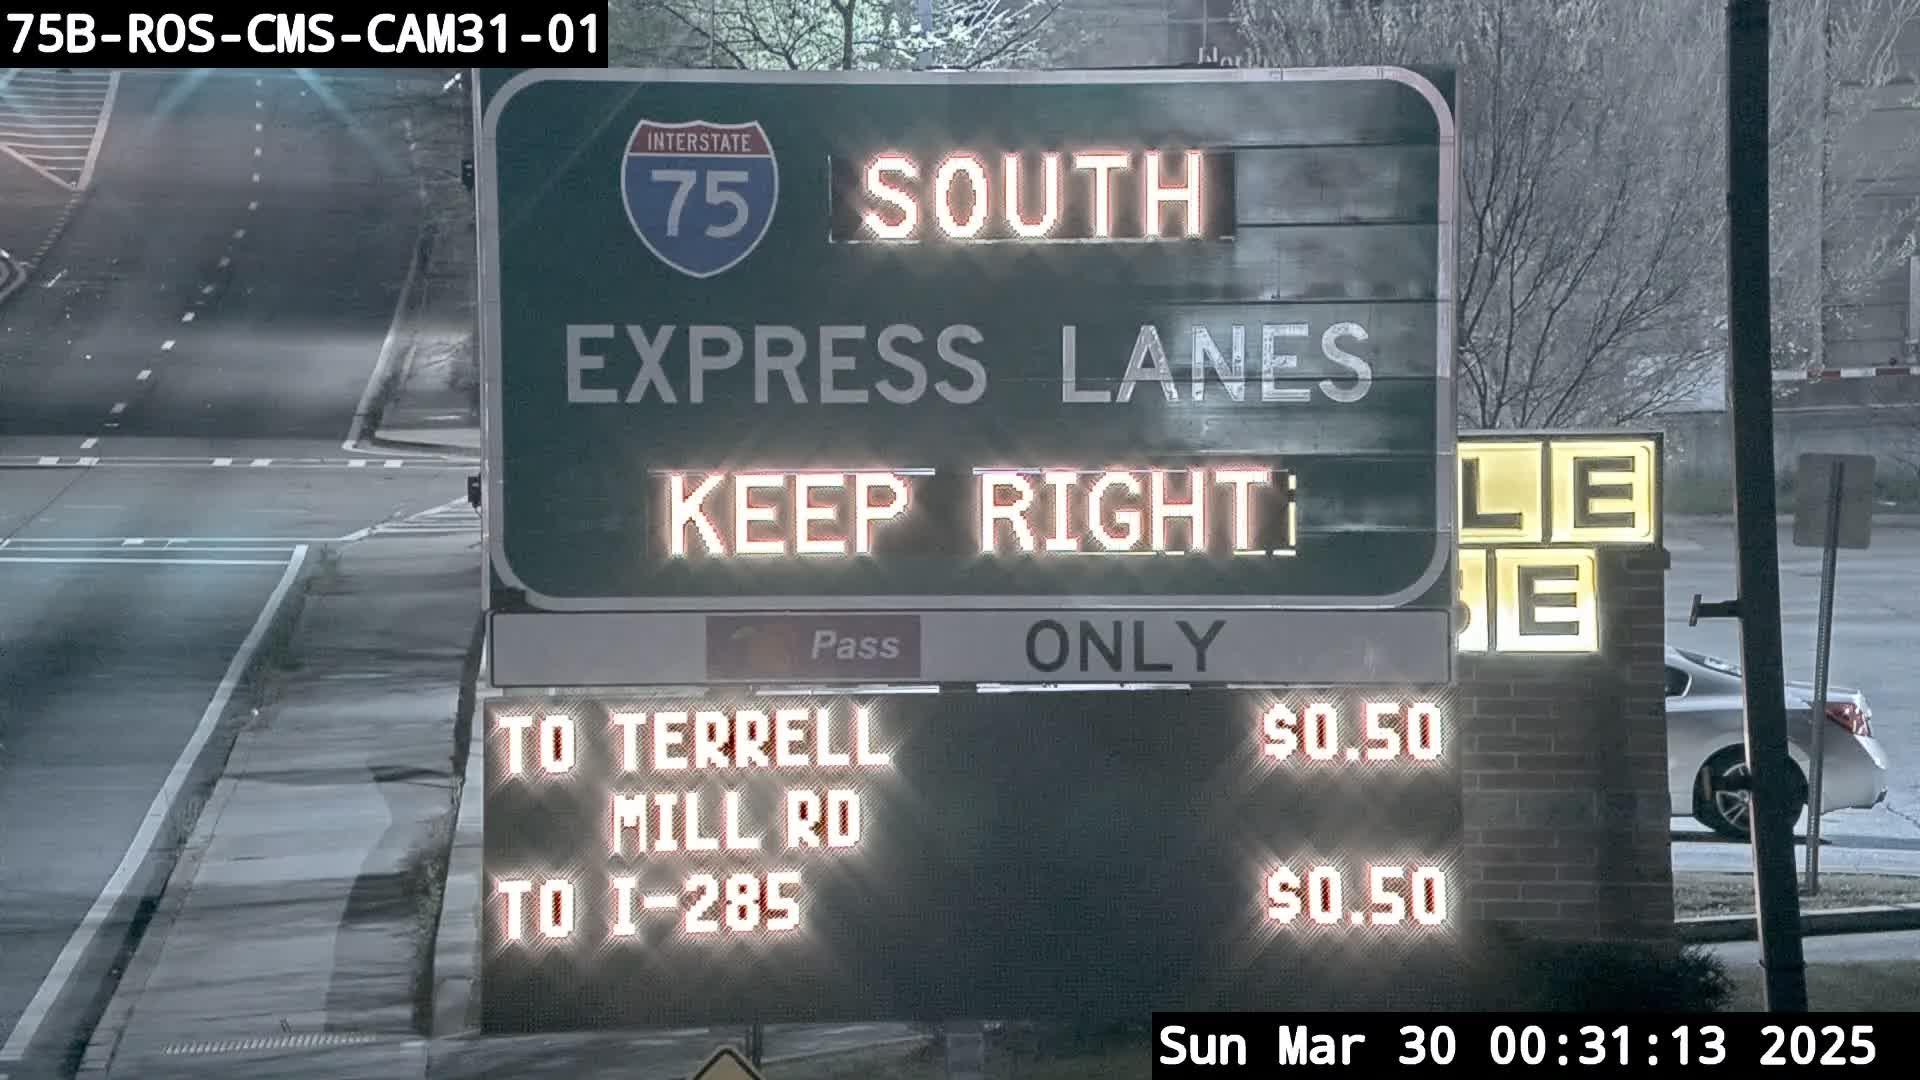 75B-ROS-CMS-CAM31-01
INTERSTATE
75
SOUTH
EXPRESS LANES
KEEP RIGHT
Pass ONLY
TO TERRELL $0.50
MILL RD
TO I-285 $0.50
LE
E
Sun Mar 30 00:31:13 2025